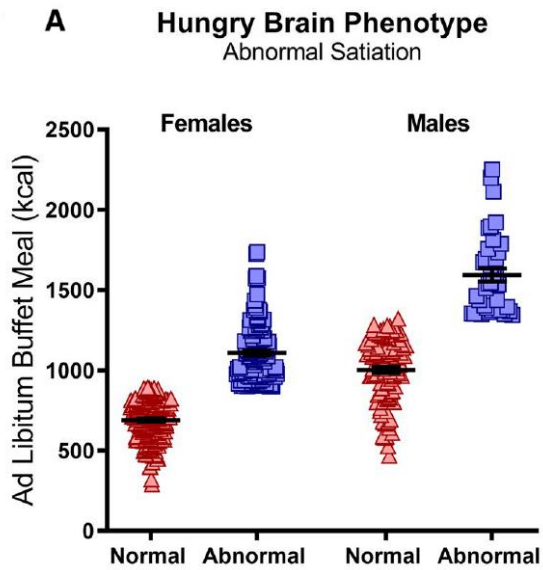 A
Hungry Brain Phenotype
Abnormal Satiation
Females Males
Ad Libitum Buffet Meal (kcal)
2500
2000
1500
1000
500
0
Normal Abnormal Normal Abnormal